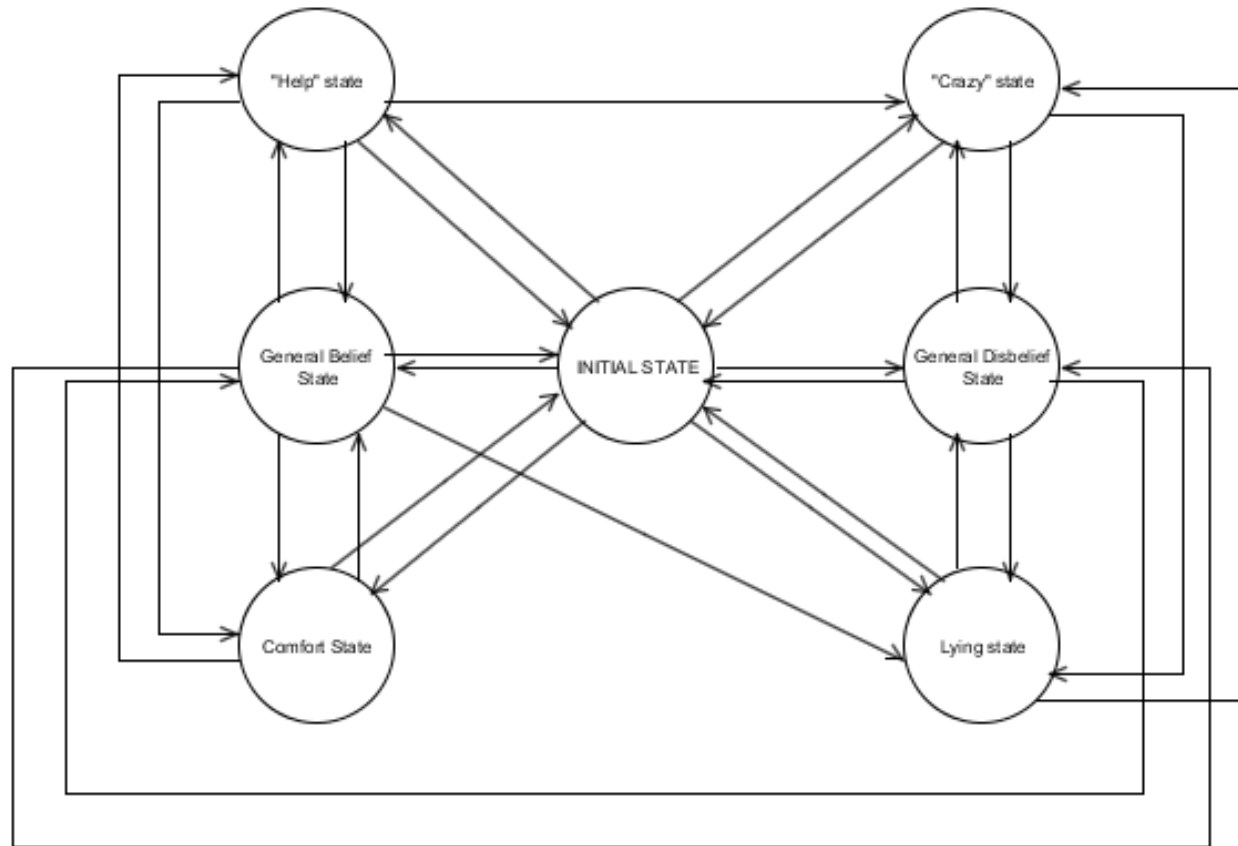 "Help" state
"Crazy" state
General Belief
State
INITIAL STATE
General Disbelief
State
Comfort State
Lying state